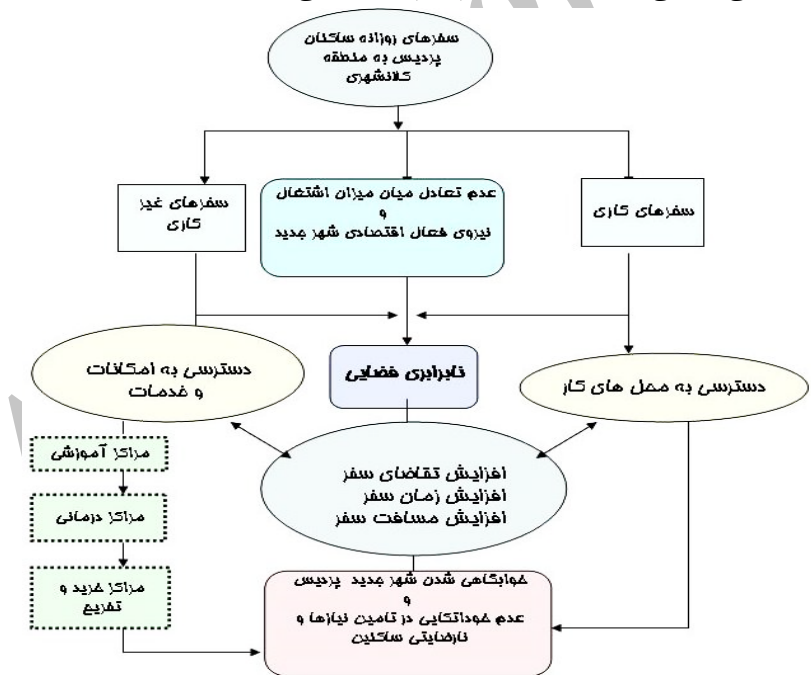 سفرهای روزانه ساکنان
پردیس به منطقه
کلانشهری
سفرهای کاری
عدم تعادل میان میزان اشتغال
و
نیروی فعال اقتصادی شهر جدید
سفرهای غیر
کاری
دسترسی به محل های کار
نابرابری فضایی
دسترسی به امکانات
و خدمات
افزایش تقاضای سفر
افزایش زمان سفر
افزایش مسافت سفر
مراکز آموزشی
مراکز درمانی
مراکز خرید و
تفریح
خوابگاهی شدن شهر جدید پردیس
و
عدم خوداتکایی در تامین نیازها و
نارضایتی ساکنین